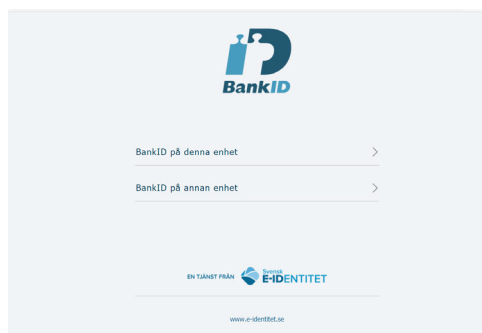 BankID
BankID på denna enhet
BankID på annan enhet
EN TJÄNST FRÅN Svensk E-IDENTITET
www.e-identitet.se